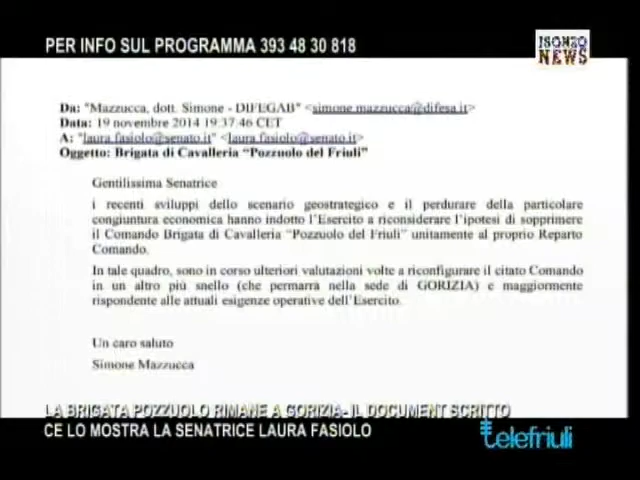 PER INFO SUL PROGRAMMA 393 48 30 818
ISONZO
NEWS
Da: "Mazzucca, dott. Simone - DIFEGAB" <simone.mazzucca@difesa.it>
Data: 19 novembre 2014 19:37:46 CET
A: "laura.fasiolo@senato.it" <laura.fasiolo@senato.it>
Oggetto: Brigata di Cavalleria "Pozzuolo del Friuli"
Gentilissima Senatrice
i recenti sviluppi dello scenario geostrategico e il perdurare della particolare
congiuntura economica hanno indotto l'Esercito a riconsiderare l'ipotesi di sopprimere
il Comando Brigata di Cavalleria "Pozzuolo del Friuli" unitamente al proprio Reparto
Comando.
In tale quadro, sono in corso ulteriori valutazioni volte a riconfigurare il citato Comando
in un altro più snello (che permarrà nella sede di GORIZIA) e maggiormente
rispondente alle attuali esigenze operative dell'Esercito.
Un caro saluto
Simone Mazzucca
LA BRIGATA POZZUOLO RIMANE A GORIZIA- IL DOCUMENT SCRITTO
CE LO MOSTRA LA SENATRICE LAURA FASIOLO
telefriuli